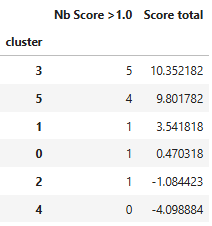 Nb Score >1.0 Score total
cluster
3 5 10.352182
5 4 9.801782
1 1 3.541818
0 1 0.470318
2 1 -1.084423
4 0 -4.098884